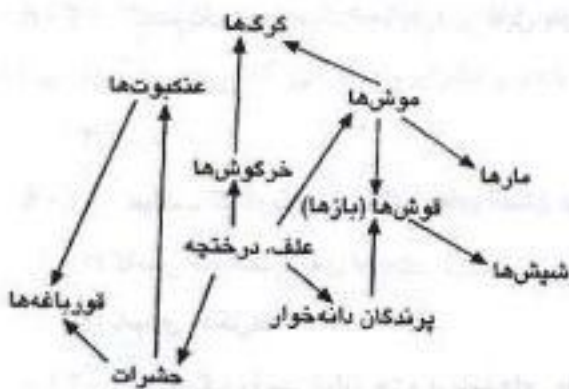 گرگ‌ها
عنکبوت‌ها
موش‌ها
خرگوش‌ها
مارها
قوش‌ها (بازها)
علف، درختچه
شپش‌ها
پرندگان دانه‌خوار
قورباغه‌ها
حشرات